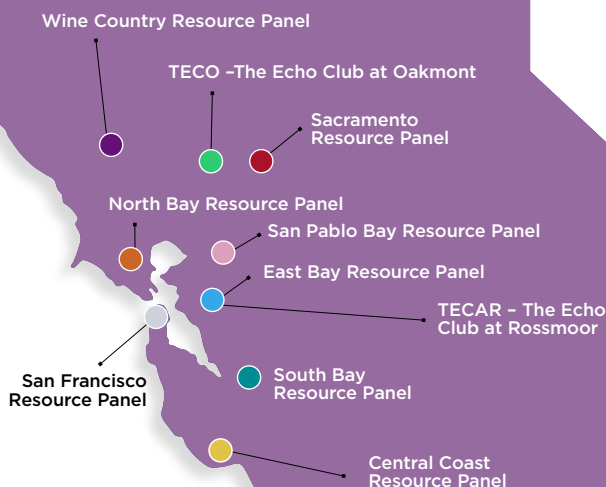 Wine Country Resource Panel
TECO –The Echo Club at Oakmont
Sacramento
Resource Panel
North Bay Resource Panel
San Pablo Bay Resource Panel
East Bay Resource Panel
TECAR – The Echo
Club at Rossmoor
San Francisco
Resource Panel
South Bay
Resource Panel
Central Coast
Resource Panel